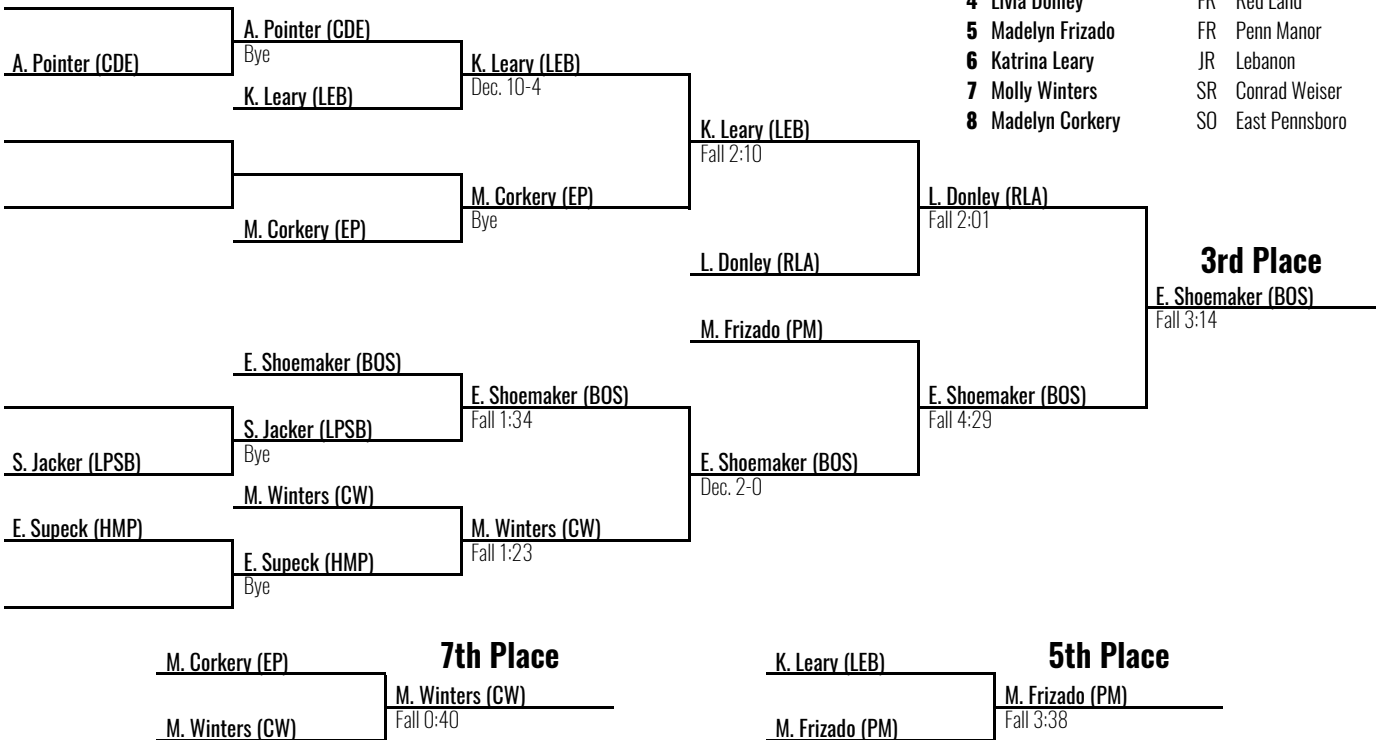 4 Livia Donley FR Red Land
A. Pointer (CDE)
5 Madelyn Frizado FR Penn Manor
Bye
A. Pointer (CDE)
K. Leary (LEB)
6 Katrina Leary JR Lebanon
Dec. 10-4
K. Leary (LEB)
7 Molly Winters SR Conrad Weiser
K. Leary (LEB)
8 Madelyn Corkery SO East Pennsboro
Fall 2:10
M. Corkery (EP)
L. Donley (RLA)
Bye
Fall 2:01
M. Corkery (EP)
L. Donley (RLA)
3rd Place
E. Shoemaker (BOS)
Fall 3:14
M. Frizado (PM)
E. Shoemaker (BOS)
E. Shoemaker (BOS)
E. Shoemaker (BOS)
Fall 1:34
Fall 4:29
S. Jacker (LPSB)
Bye
S. Jacker (LPSB)
E. Shoemaker (BOS)
Dec. 2-0
M. Winters (CW)
E. Supeck (HMP)
M. Winters (CW)
Fall 1:23
E. Supeck (HMP)
Bye
7th Place
M. Corkery (EP)
M. Winters (CW)
Fall 0:40
M. Winters (CW)
5th Place
K. Leary (LEB)
M. Frizado (PM)
Fall 3:38
M. Frizado (PM)